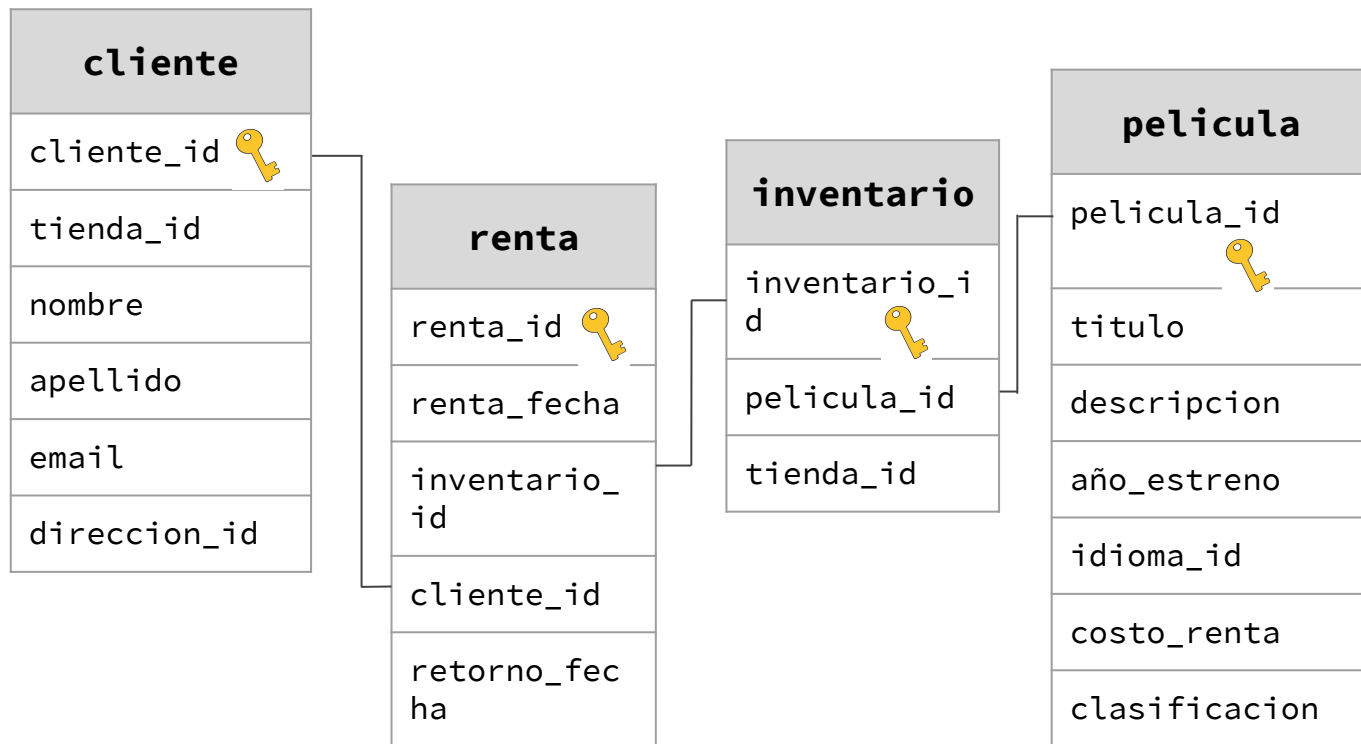 cliente
cliente_id
tienda_id
nombre
apellido
email
direccion_id
renta
renta_id
renta_fecha
inventario_
id
cliente_id
retorno_fec
ha
inventario
inventario_i
d
pelicula_id
tienda_id
pelicula
pelicula_id
titulo
descripcion
año_estreno
idioma_id
costo_renta
clasificacion